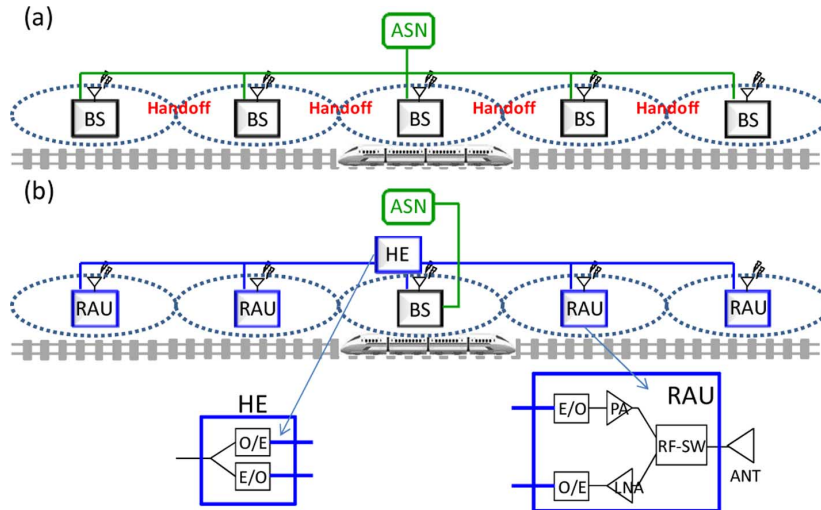 (a)
ASN
BS Handoff BS Handoff BS Handoff BS Handoff BS
(b)
ASN
HE
RAU RAU BS RAU RAU
HE
O/E
E/O
RAU
E/O PA
RF-SW
ANT
O/E LNA